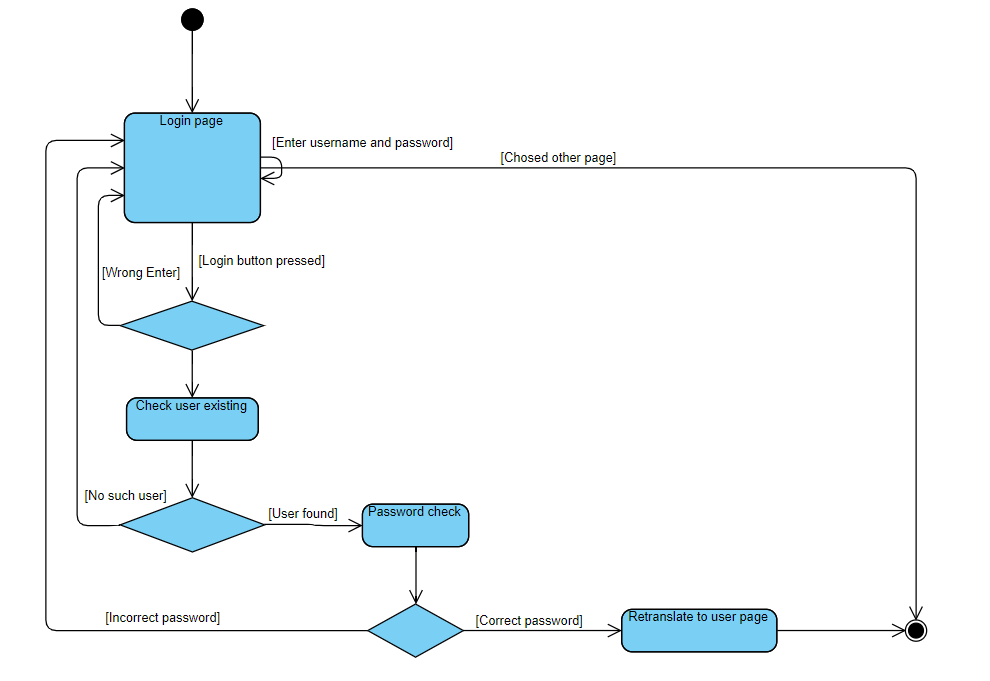 Login page
[Enter username and password]
[Chosed other page]
[Login button pressed]
[Wrong Enter]
Check user existing
[No such user]
[User found]
Password check
[Incorrect password]
[Correct password]
Retranslate to user page